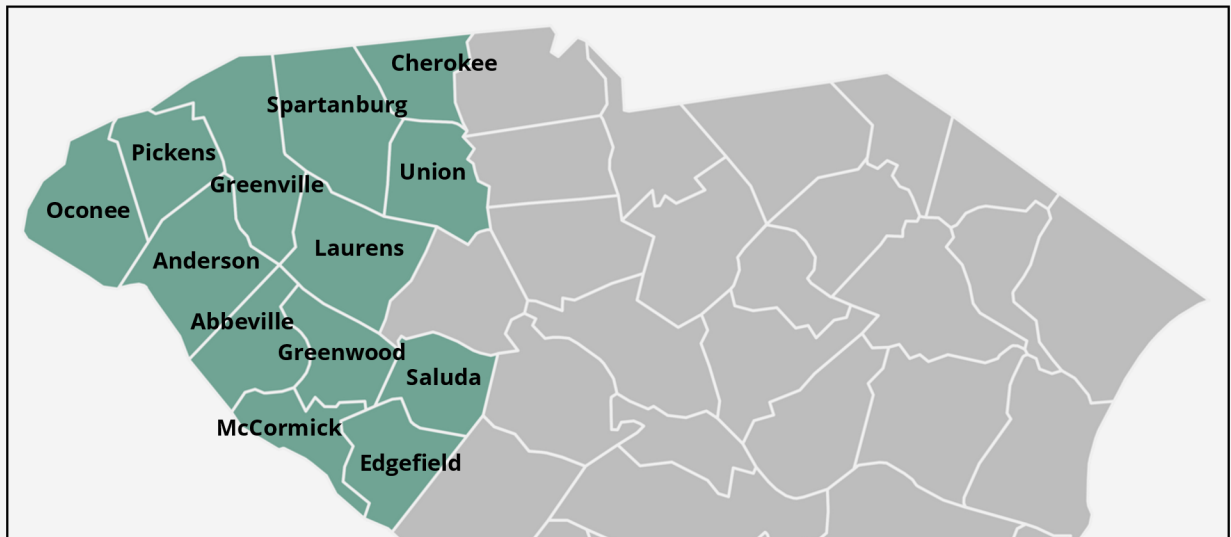 Cherokee
Spartanburg
Pickens
Union
Greenville
Oconee
Laurens
Anderson
Abbeville
Greenwood
Saluda
McCormick
Edgefield